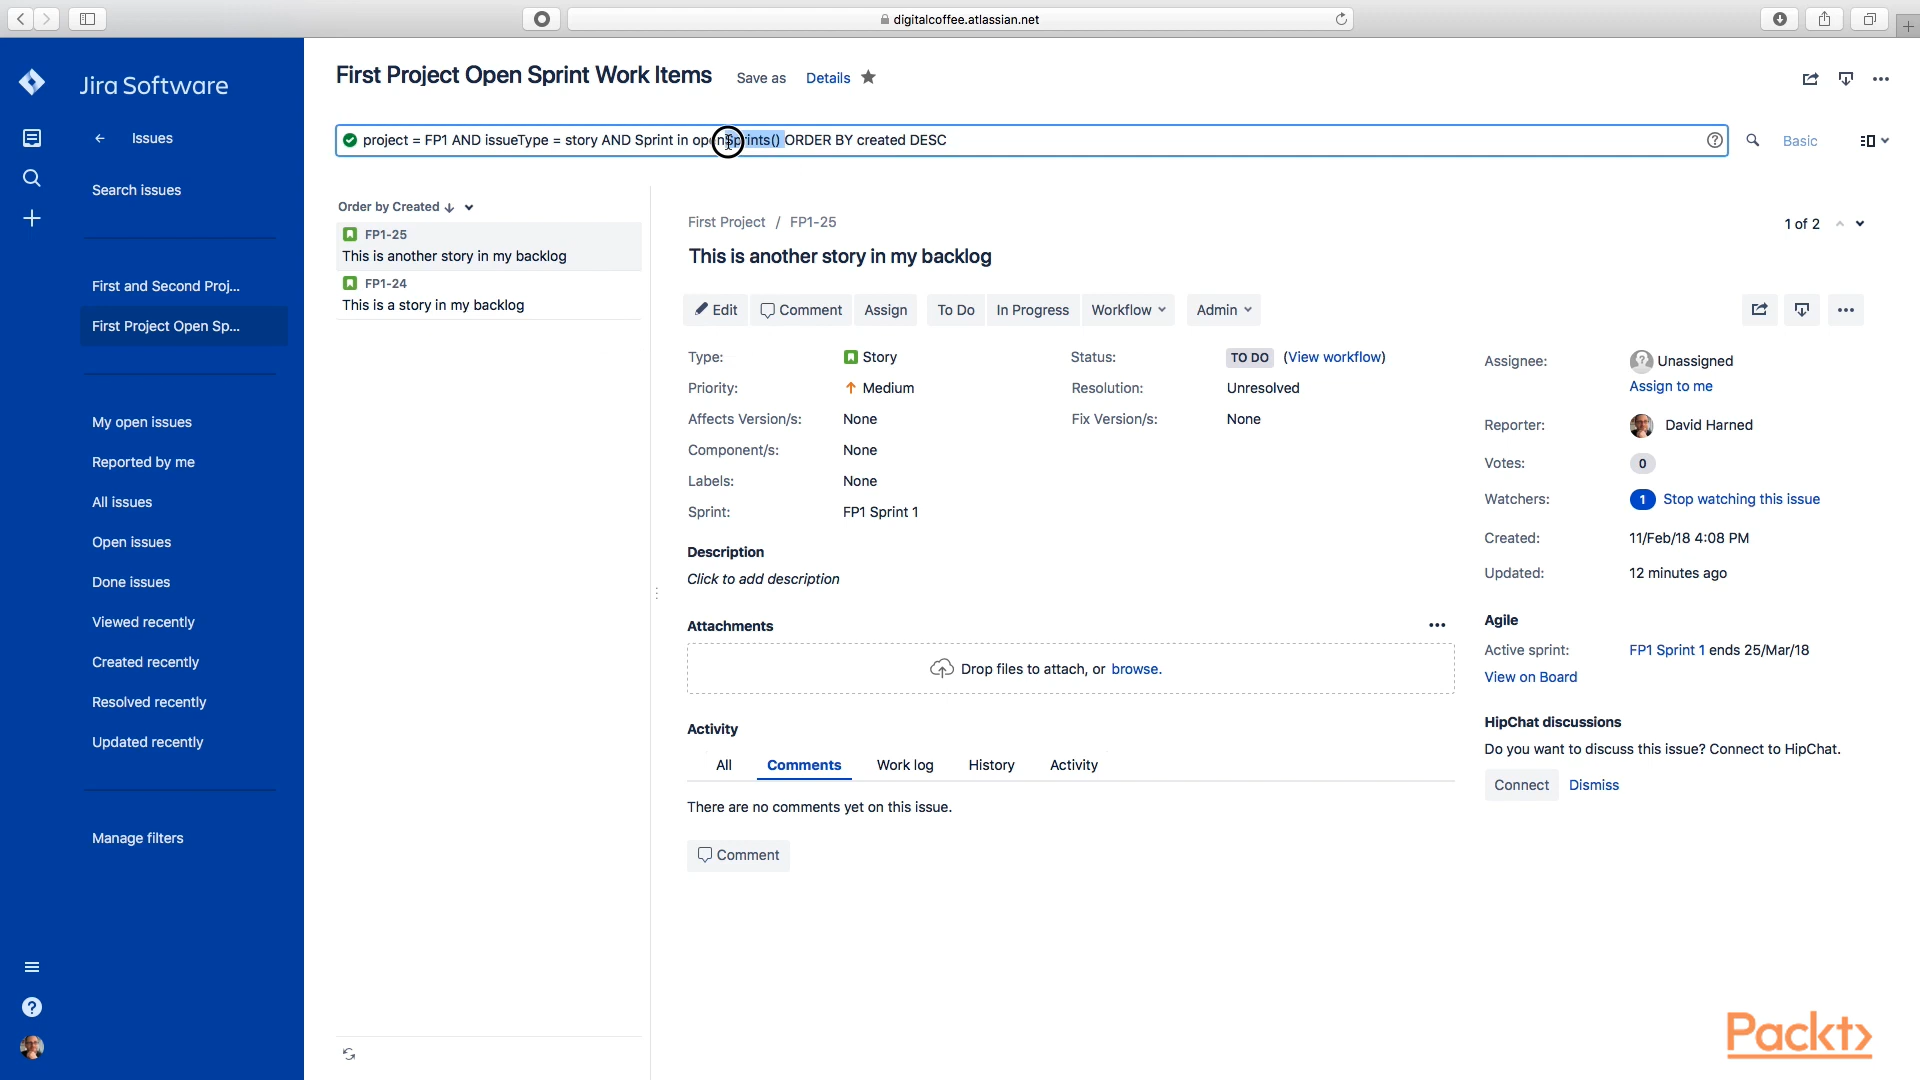 digitalcoffee.atlassian.net
Jira Software
Issues
Search issues
First and Second Proj...
First Project Open Sp...
My open issues
Reported by me
All issues
Open issues
Done issues
Viewed recently
Created recently
Resolved recently
Updated recently
Manage filters
First Project Open Sprint Work Items Save as Details
project = FP1 AND issueType = story AND Sprint in openSprints() ORDER BY created DESC
Basic
Order by Created
FP1-25
This is another story in my backlog
FP1-24
This is a story in my backlog
First Project / FP1-25
1 of 2
This is another story in my backlog
Edit Comment Assign To Do In Progress Workflow Admin
Type: Story
Priority: Medium
Affects Version/s: None
Component/s: None
Labels: None
Sprint: FP1 Sprint 1
Status: TO DO (View workflow)
Resolution: Unresolved
Fix Version/s: None
Description
Click to add description
Attachments
Drop files to attach, or browse.
Activity
All Comments Work log History Activity
There are no comments yet on this issue.
Comment
Assignee: Unassigned
Assign to me
Reporter: David Harned
Votes: 0
Watchers: 1 Stop watching this issue
Created: 11/Feb/18 4:08 PM
Updated: 12 minutes ago
Agile
Active sprint: FP1 Sprint 1 ends 25/Mar/18
View on Board
HipChat discussions
Do you want to discuss this issue? Connect to HipChat.
Connect Dismiss
Packt>